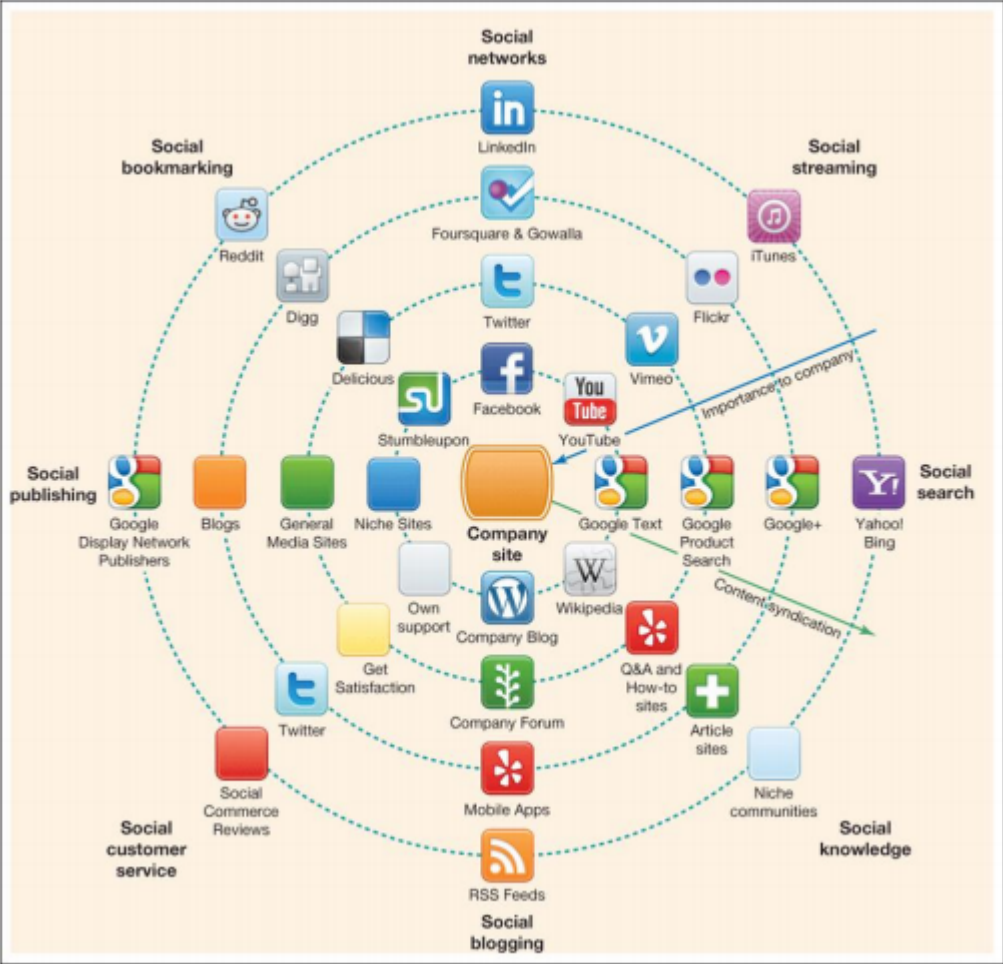 Social
networks
in
LinkedIn
Social
bookmarking
Social
streaming
Reddit
Foursquare & Gowalla
iTunes
Digg
Twitter
Flickr
Delicious
Facebook
You
Tube
Vimeo
Stumbleupon
YouTube
Importance to company
Social
publishing
Google
Display Network
Publishers
Blogs
General
Media Sites
Niche Sites
Company
site
Google Text
Google
Product
Search
Google+
Y!
Yahoo!
Bing
Social
search
Own
support
W
Company Blog
W
Wikipedia
Content syndication
Get
Satisfaction
Company Forum
Q&A and
How-to
sites
Twitter
Article
sites
Social
Commerce
Reviews
Mobile Apps
Niche
communities
Social
customer
service
Social
knowledge
RSS Feeds
Social
blogging